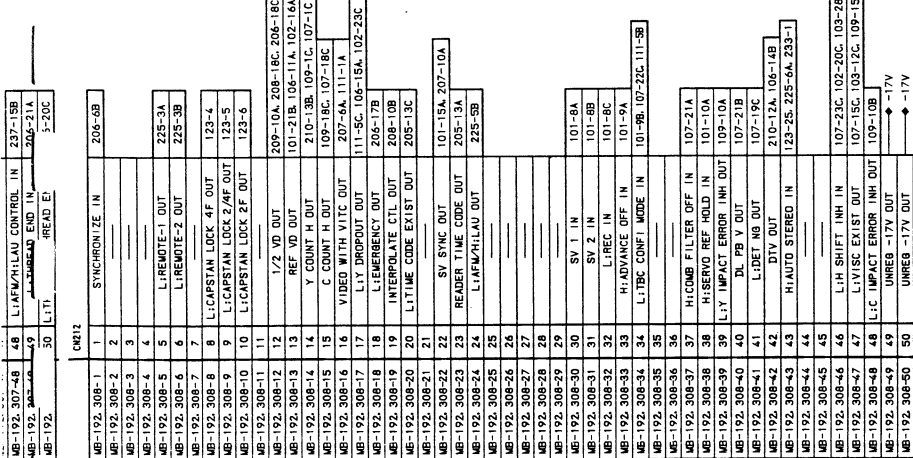 MB-192, 307-48 48 L:AFM/H:LAU CONTROL IN 237-15B
MB-192, 49 L:THREAD END IN 206-21A
MB-192, 50
CN212
MB-192, 308-1 1 SYNCHRONIZE IN 206-6B
MB-192, 308-2 2 ―
MB-192, 308-3 3 ―
MB-192, 308-4 4 ―
MB-192, 308-5 5 L:REMOTE-1 OUT 225-3A
MB-192, 308-6 6 L:REMOTE-2 OUT 225-3B
MB-192, 308-7 7 ―
MB-192, 308-8 8 L:CAPSTAN LOCK 4F OUT 123-4
MB-192, 308-9 9 L:CAPSTAN LOCK 2/4F OUT 123-5
MB-192, 308-10 10 L:CAPSTAN LOCK 2F OUT 123-6
MB-192, 308-11 11 ―
MB-192, 308-12 12 1/2 VD OUT 209-10A, 208-18C, 206-18C
MB-192, 308-13 13 REF VD OUT 101-21B, 106-11A, 102-16A
MB-192, 308-14 14 Y COUNT H OUT 210-13B, 109-1C, 107-1C
MB-192, 308-15 15 C COUNT H OUT 109-18C, 107-18C
MB-192, 308-16 16 VIDEO WITH VITC OUT 207-6A, 111-1A
MB-192, 308-17 17 L:Y DROPOUT OUT 111-5C, 106-15A, 102-23C
MB-192, 308-18 18 L:EMERGENCY OUT 206-17B
MB-192, 308-19 19 INTERPOLATE CTL OUT 208-10B
MB-192, 308-20 20 L:TIME CODE EXIST OUT 205-13C
MB-192, 308-21 21 ―
MB-192, 308-22 22 SV SYNC OUT 101-15A, 207-10A
MB-192, 308-23 23 READER TIME CODE OUT 205-13A
MB-192, 308-24 24 L:AFM/H:LAU OUT 225-5B
MB-192, 308-25 25 ―
MB-192, 308-26 26 ―
MB-192, 308-27 27 ―
MB-192, 308-28 28 ―
MB-192, 308-29 29 ―
MB-192, 308-30 30 SV 1 IN 101-8A
MB-192, 308-31 31 SV 2 IN 101-8B
MB-192, 308-32 32 L:REC IN 101-8C
MB-192, 308-33 33 H:ADVANCE OFF IN 101-9A
MB-192, 308-34 34 L:TBC CONFI MODE IN 101-9B, 107-22C, 111-5B
MB-192, 308-35 35 ―
MB-192, 308-36 36 ―
MB-192, 308-37 37 H:COMB FILTER OFF IN 107-21A
MB-192, 308-38 38 H:SERVO REF HOLD IN 101-10A
MB-192, 308-39 39 L:Y IMPACT ERROR INH OUT 109-10A
MB-192, 308-40 40 DL PB V OUT 107-21B
MB-192, 308-41 41 L:DET NG OUT 107-19C
MB-192, 308-42 42 DTV OUT 210-12A, 106-14B
MB-192, 308-43 43 H:AUTO STEREO IN 123-25, 225-6A, 233-1
MB-192, 308-44 44 ―
MB-192, 308-45 45 ―
MB-192, 308-46 46 L:H SHIFT INH IN 107-23C, 102-20C, 103-28
MB-192, 308-47 47 L:VISC EXIST OUT 107-15C, 103-12C, 109-15
MB-192, 308-48 48 L:C IMPACT ERROR INH OUT 109-10B
MB-192, 308-49 49 UNREG -17V OUT -17V
MB-192, 308-50 50 UNREG -17V OUT -17V